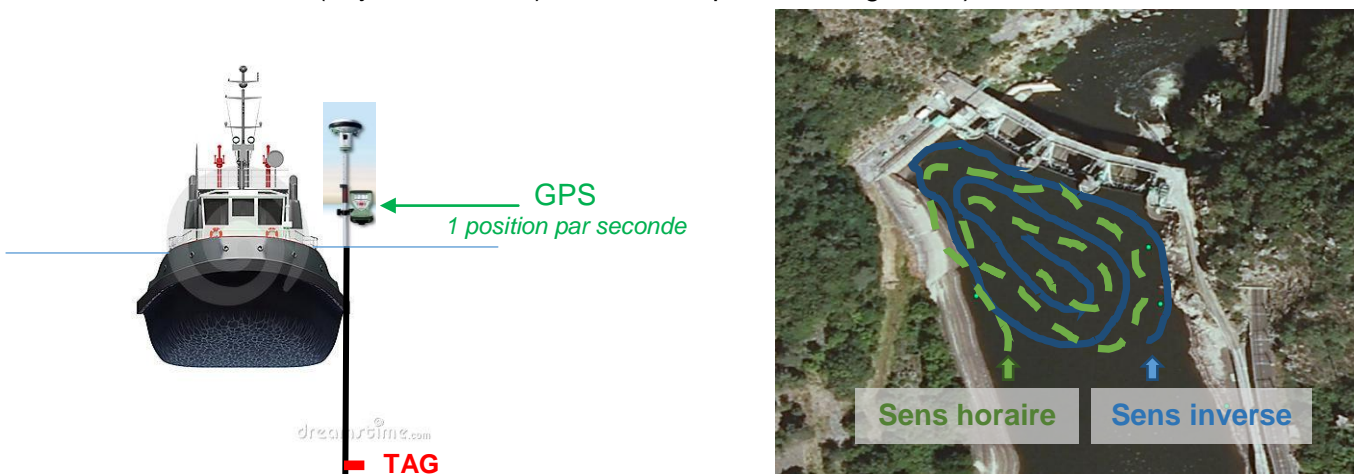 GPS
1 position par seconde
dreamstime.com
TAG
Sens horaire
Sens inverse